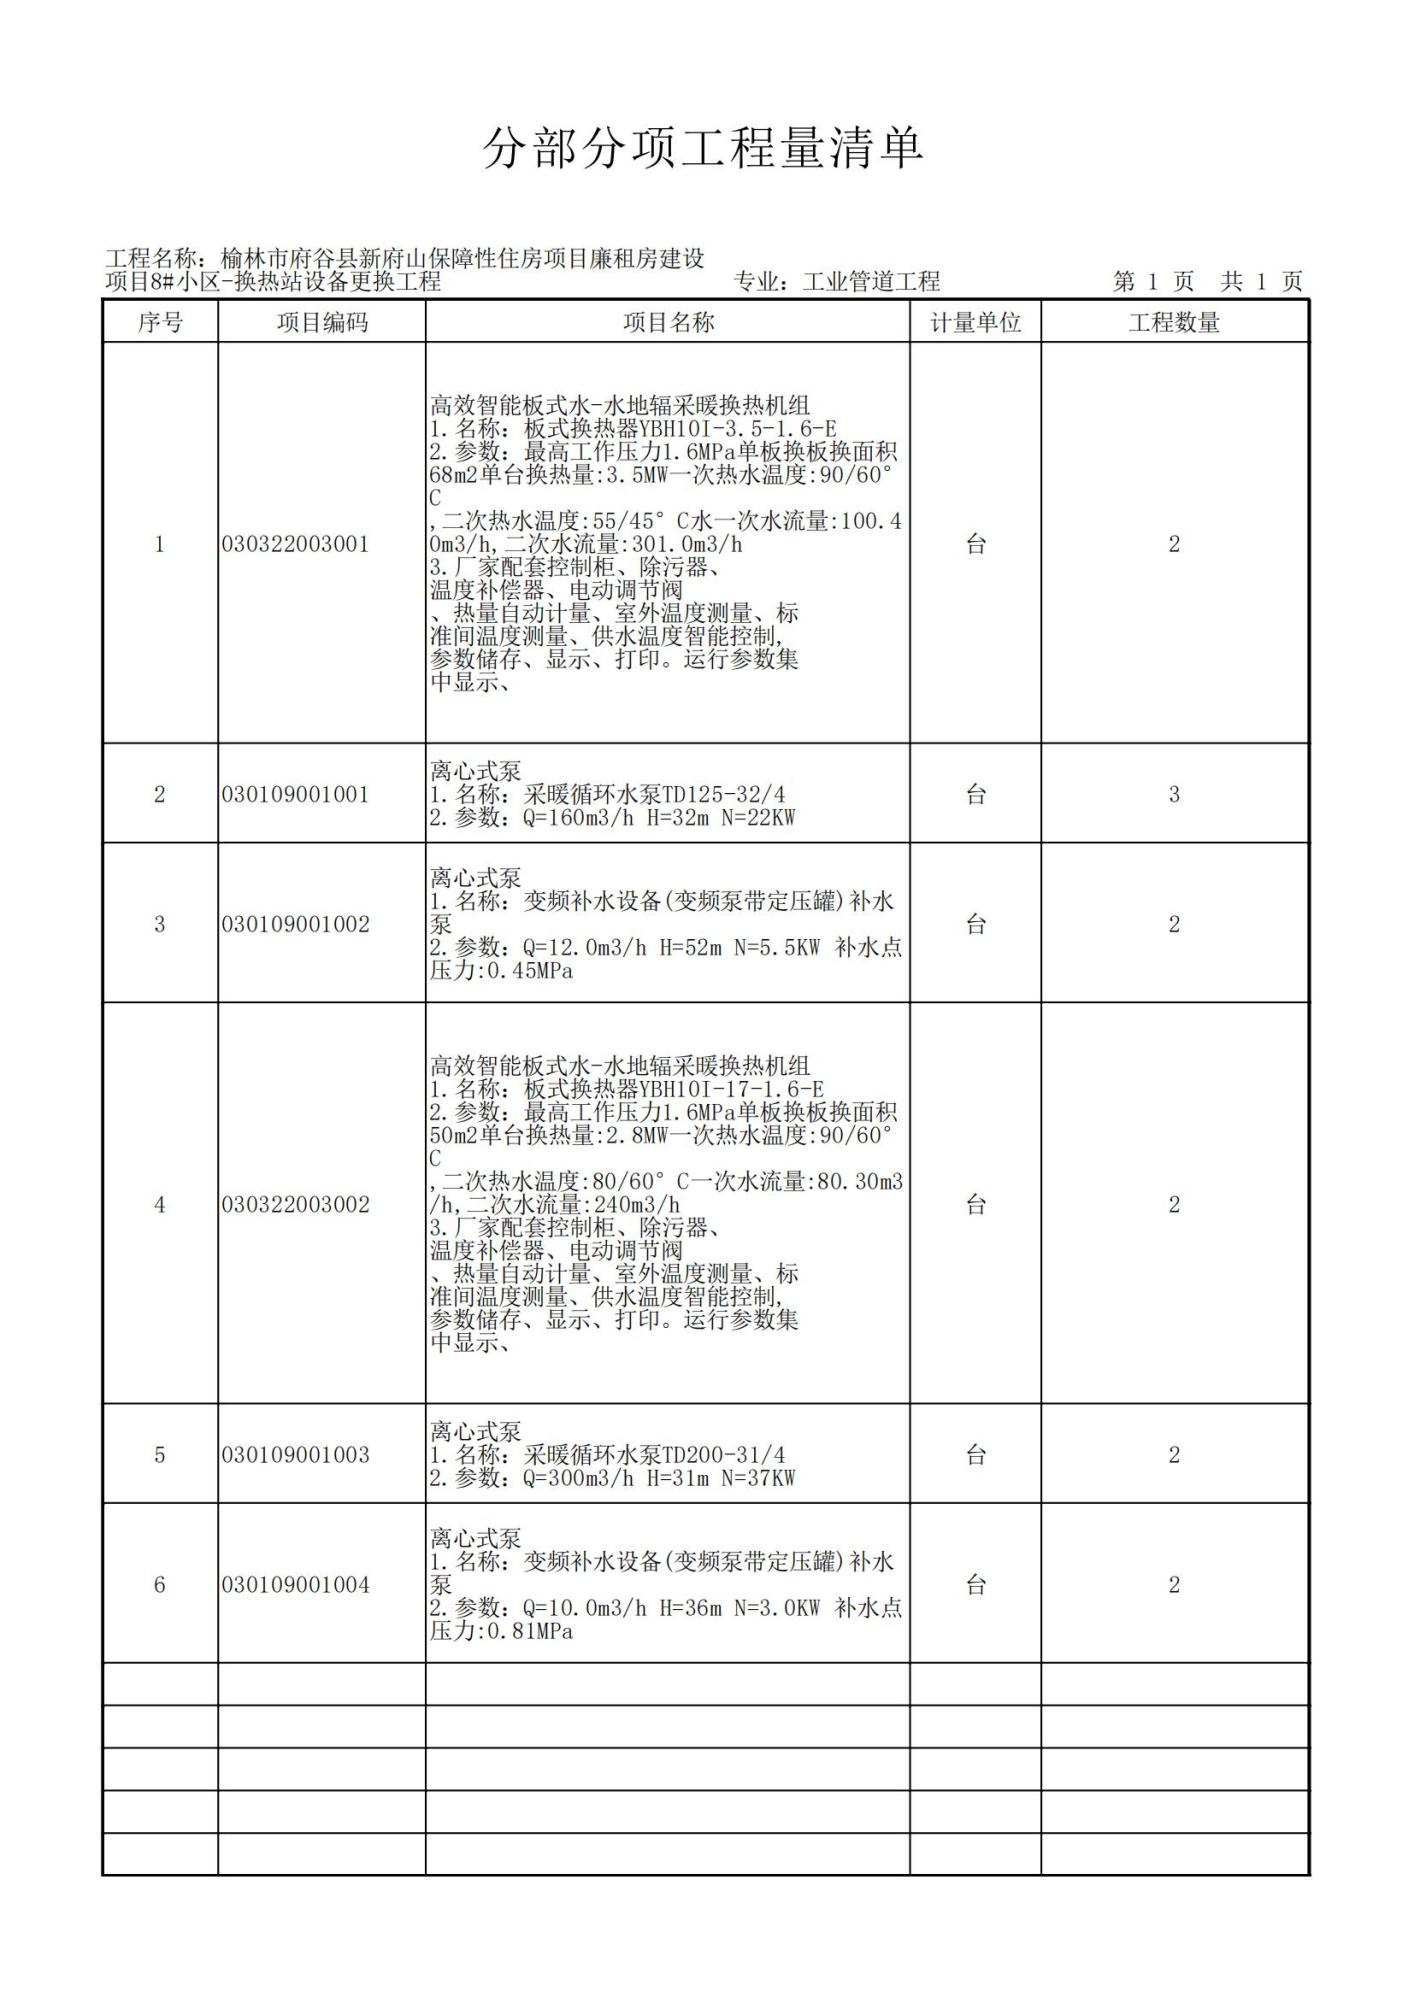 分部分项工程量清单
工程名称：榆林市府谷县新府山保障性住房项目廉租房建设
项目8#小区-换热站设备更换工程 专业：工业管道工程 第 1 页 共 1 页
序号 项目编码 项目名称 计量单位 工程数量
高效智能板式水-水地辐采暖换热机组
1.名称：板式换热器YBH10I-3.5-1.6-E
2.参数：最高工作压力1.6MPa单板换板换面积
68m2单台换热量:3.5MW一次热水温度:90/60°
C
,二次热水温度:55/45°C水一次水流量:100.4
1 030322003001 0m3/h,二次水流量:301.0m3/h 台 2
3.厂家配套控制柜、除污器、
温度补偿器、电动调节阀
、热量自动计量、室外温度测量、标
准间温度测量、供水温度智能控制,
参数储存、显示、打印。运行参数集
中显示、
离心式泵
2 030109001001 1.名称：采暖循环水泵TD125-32/4 台 3
2.参数：Q=160m3/h H=32m N=22KW
离心式泵
1.名称：变频补水设备(变频泵带定压罐)补水
3 030109001002 泵 台 2
2.参数：Q=12.0m3/h H=52m N=5.5KW 补水点
压力:0.45MPa
高效智能板式水-水地辐采暖换热机组
1.名称：板式换热器YBH10I-17-1.6-E
2.参数：最高工作压力1.6MPa单板换板换面积
50m2单台换热量:2.8MW一次热水温度:90/60°
C
,二次热水温度:80/60°C一次水流量:80.30m3
4 030322003002 /h,二次水流量:240m3/h 台 2
3.厂家配套控制柜、除污器、
温度补偿器、电动调节阀
、热量自动计量、室外温度测量、标
准间温度测量、供水温度智能控制,
参数储存、显示、打印。运行参数集
中显示、
离心式泵
5 030109001003 1.名称：采暖循环水泵TD200-31/4 台 2
2.参数：Q=300m3/h H=31m N=37KW
离心式泵
1.名称：变频补水设备(变频泵带定压罐)补水
6 030109001004 泵 台 2
2.参数：Q=10.0m3/h H=36m N=3.0KW 补水点
压力:0.81MPa